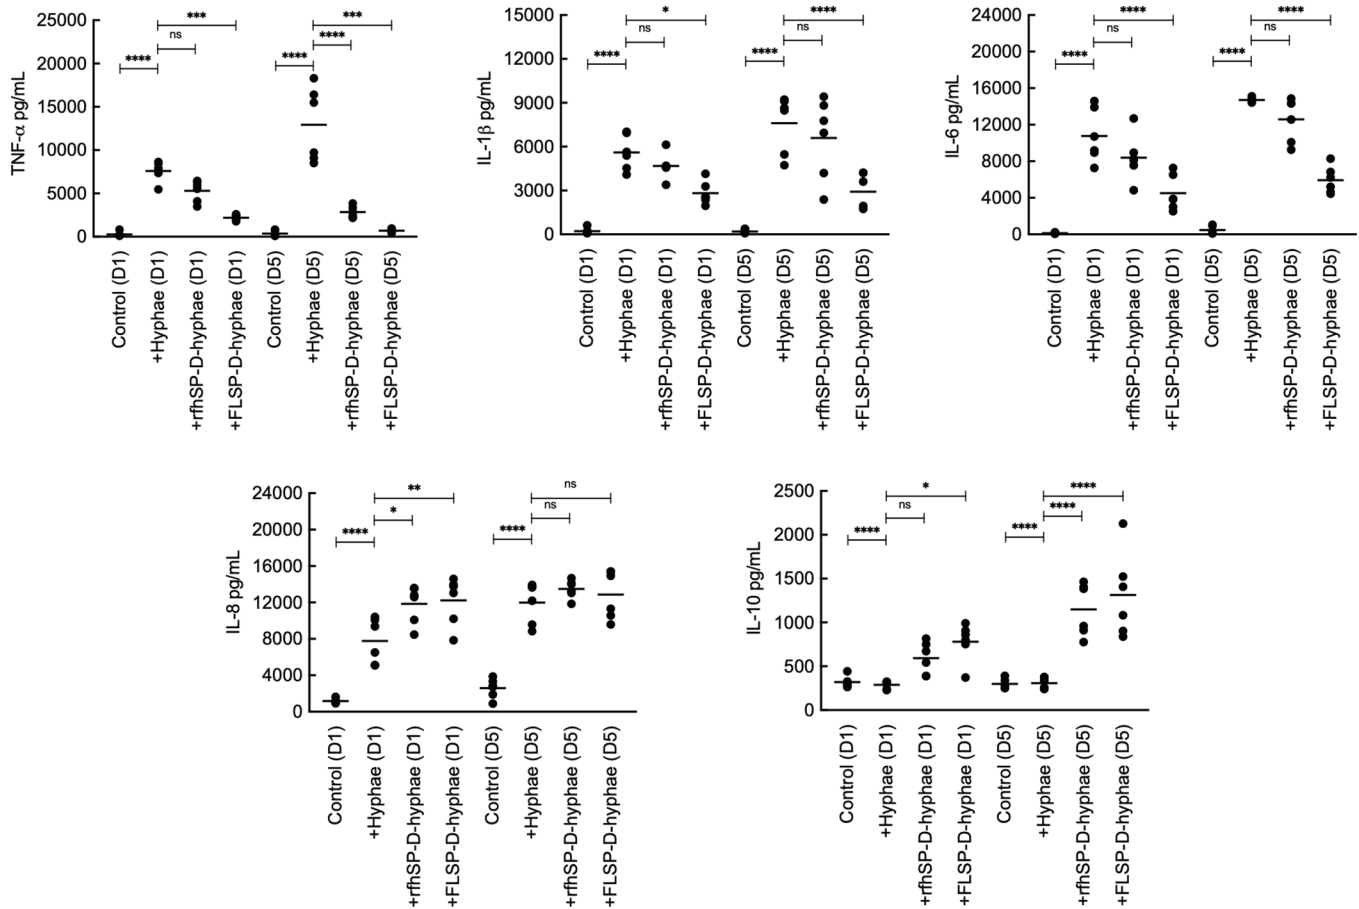 TNF-α pg/mL
25000
20000
15000
10000
5000
0
**** ns *** **** **** ***
Control (D1)
+Hyphae (D1)
+rfhSP-D-hyphae (D1)
+FLSP-D-hyphae (D1)
Control (D5)
+Hyphae (D5)
+rfhSP-D-hyphae (D5)
+FLSP-D-hyphae (D5)
IL-1β pg/mL
15000
12000
9000
6000
3000
0
**** ns * **** ns ****
Control (D1)
+Hyphae (D1)
+rfhSP-D-hyphae (D1)
+FLSP-D-hyphae (D1)
Control (D5)
+Hyphae (D5)
+rfhSP-D-hyphae (D5)
+FLSP-D-hyphae (D5)
IL-6 pg/mL
24000
20000
16000
12000
8000
4000
0
**** ns **** **** ns ****
Control (D1)
+Hyphae (D1)
+rfhSP-D-hyphae (D1)
+FLSP-D-hyphae (D1)
Control (D5)
+Hyphae (D5)
+rfhSP-D-hyphae (D5)
+FLSP-D-hyphae (D5)
IL-8 pg/mL
24000
20000
16000
12000
8000
4000
0
**** * ** **** ns ns
Control (D1)
+Hyphae (D1)
+rfhSP-D-hyphae (D1)
+FLSP-D-hyphae (D1)
Control (D5)
+Hyphae (D5)
+rfhSP-D-hyphae (D5)
+FLSP-D-hyphae (D5)
IL-10 pg/mL
2500
2000
1500
1000
500
0
**** ns * **** **** ****
Control (D1)
+Hyphae (D1)
+rfhSP-D-hyphae (D1)
+FLSP-D-hyphae (D1)
Control (D5)
+Hyphae (D5)
+rfhSP-D-hyphae (D5)
+FLSP-D-hyphae (D5)